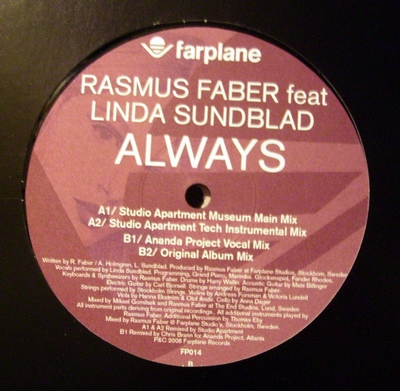 farplane
RASMUS FABER feat
LINDA SUNDBLAD
ALWAYS
A1/ Studio Apartment Museum Main Mix
A2/ Studio Apartment Tech Instrumental Mix
B1/ Ananda Project Vocal Mix
B2/ Original Album Mix
Written by R. Faber / A. Holmgren, L. Sundblad. Produced by Rasmus Faber at Farplane Studios, Stockholm, Sweden
Vocals performed by Linda Sundblad. Programming, Grand Piano, Marimba, Glockenspiel, Fender Rhodes,
Keyboards & Synthesizers by Rasmus Faber. Drums by Harry Wallin. Acoustic Guitar by Mats Billinger
Electric Guitar by Carl Borneli. Strings arranged by Rasmus Faber.
Strings performed by Stockholm Strings. Violins by Andreas Forsman & Victoria Lundell
Viola by Hanna Ekström & Olof Andér. Cello by Anna Dager
Mixed by Mikael Gorosbek and Rasmus Faber at The End Studios, Lund, Sweden
All instrument parts deriving from original recordings. All additional instruments played by
Rasmus Faber. Additional Percussion by Thomas Eby
Mixed by Rasmus Faber @ Farplane Studio's, Stockholm, Sweden.
A1 & A2 Remixed by Studio Apartment
B1 Remixed by Chris Brann for Ananda Project, Atlanta
P&C 2008 Farplane Records
FP014
B